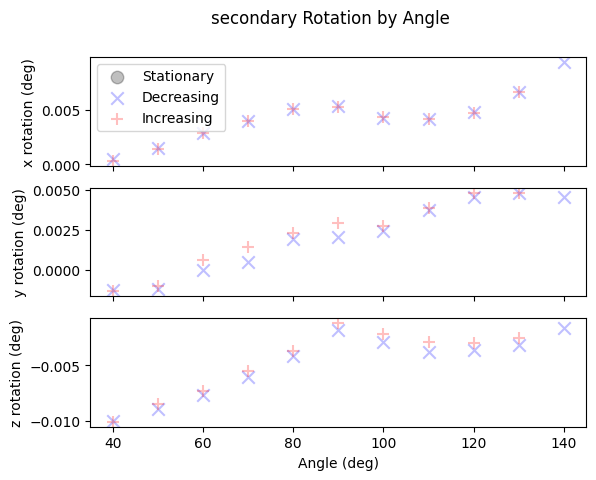 secondary Rotation by Angle
x rotation (deg)
0.005
0.000
Stationary
Decreasing
Increasing
y rotation (deg)
0.0050
0.0025
0.0000
z rotation (deg)
−0.005
−0.010
40 60 80 100 120 140
Angle (deg)